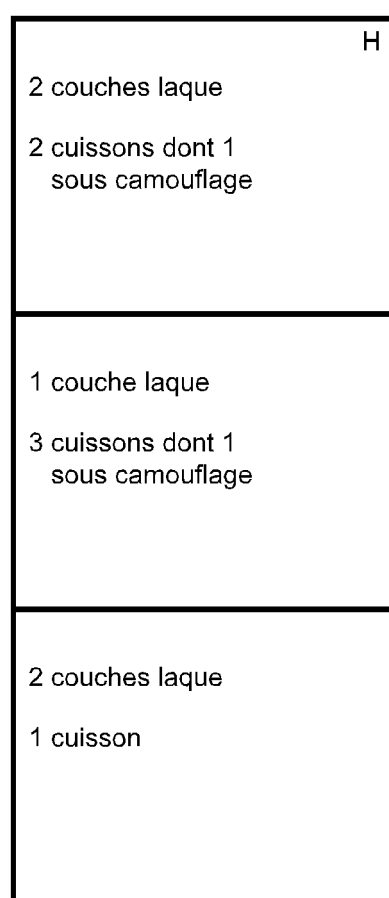 H
2 couches laque
2 cuissons dont 1
sous camouflage
1 couche laque
3 cuissons dont 1
sous camouflage
2 couches laque
1 cuisson